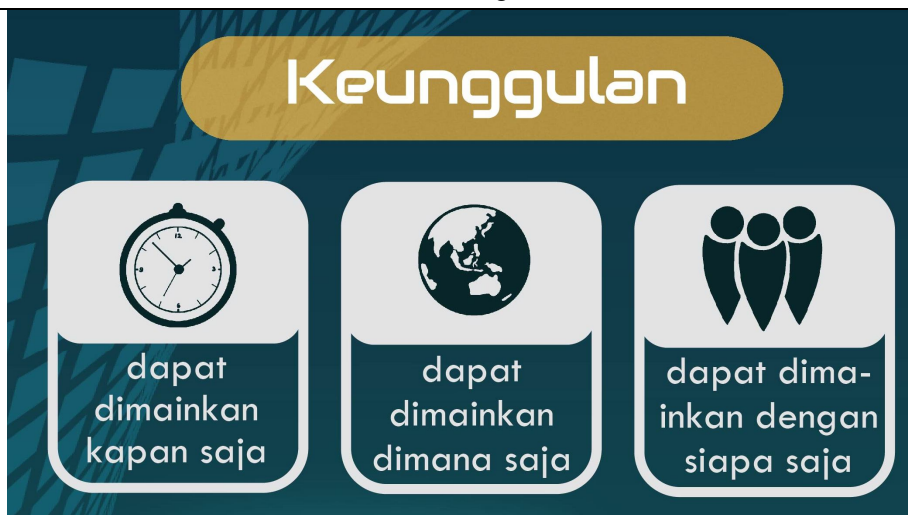 Keunggulan
dapat
dimainkan
kapan saja
dapat
dimainkan
dimana saja
dapat dima-
inkan dengan
siapa saja